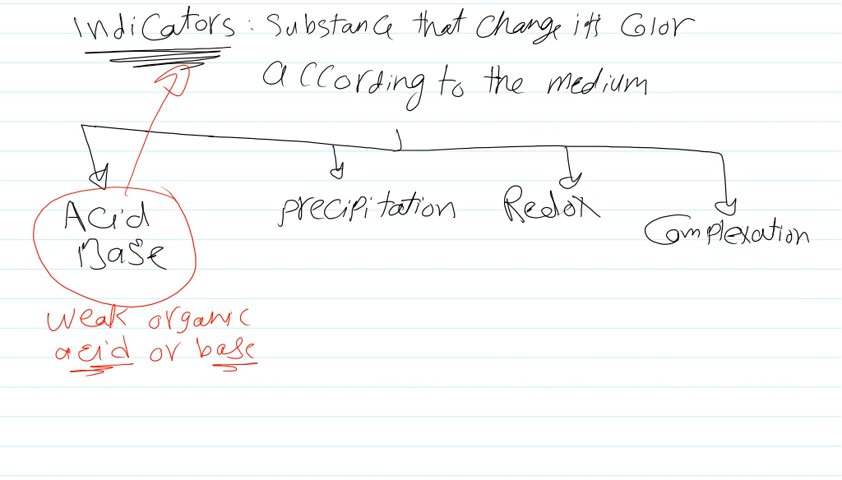 Indicators: Substance that change it's Color
according to the medium
Acid
Base
precipitation
Redox
Complexation
weak organic
acid or base